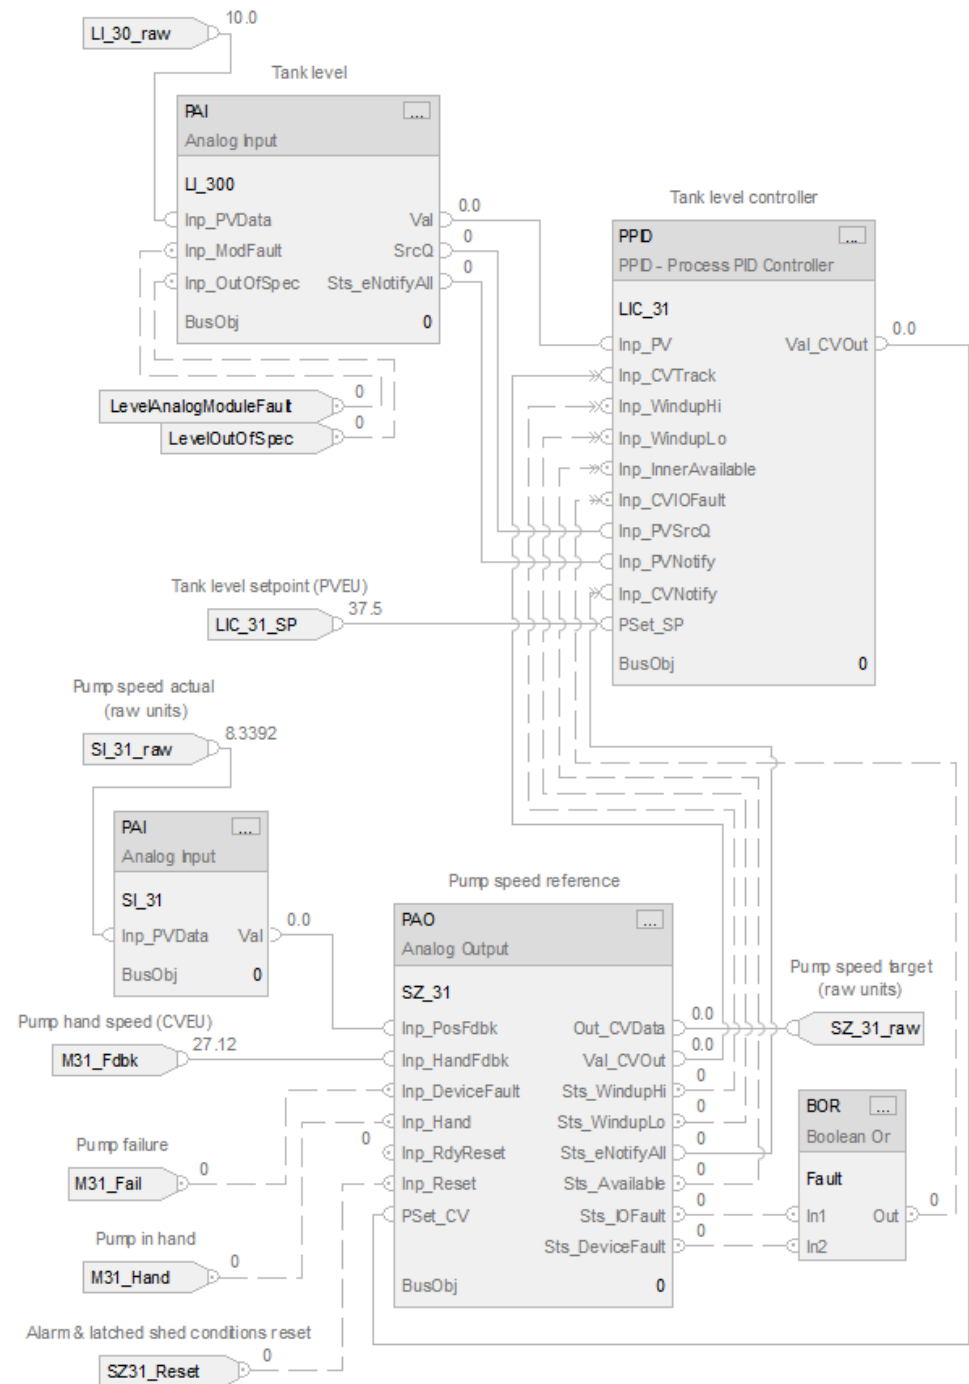 LI_30_raw
10.0
Tank level
PAI
...
Analog Input
LI_300
Inp_PVData
Val
0.0
Inp_ModFault
SrcQ
0
Inp_OutOfSpec
Sts_eNotifyAll
0
BusObj
0
LevelAnalogModuleFault
0
LevelOutOfSpec
0
Tank level controller
PPID
...
PPID - Process PID Controller
LIC_31
Inp_PV
Val_CVOut
0.0
Inp_CVTrack
Inp_WindupHi
Inp_WindupLo
Inp_InnerAvailable
Inp_CVIOFault
Inp_PVSrcQ
Inp_PVNotify
Inp_CVNotify
PSet_SP
BusObj
0
Tank level setpoint (PVEU)
LIC_31_SP
37.5
Pump speed actual
(raw units)
SI_31_raw
8.3392
PAI
...
Analog Input
SI_31
Inp_PVData
Val
0.0
BusObj
0
Pump hand speed (CVEU)
M31_Fdbk
27.12
Pump failure
M31_Fail
0
Pump in hand
M31_Hand
0
Alarm & latched shed conditions reset
SZ31_Reset
0
Pump speed reference
PAO
...
Analog Output
SZ_31
Inp_PosFdbk
Out_CVData
0.0
Inp_HandFdbk
Val_CVOut
0.0
Inp_DeviceFault
Sts_WindupHi
0
Inp_Hand
Sts_WindupLo
0
0
Inp_RdyReset
Sts_eNotifyAll
0
Inp_Reset
Sts_Available
0
PSet_CV
Sts_IOFault
0
Sts_DeviceFault
0
BusObj
0
Pump speed target
(raw units)
SZ_31_raw
BOR
...
Boolean Or
Fault
In1
Out
0
In2